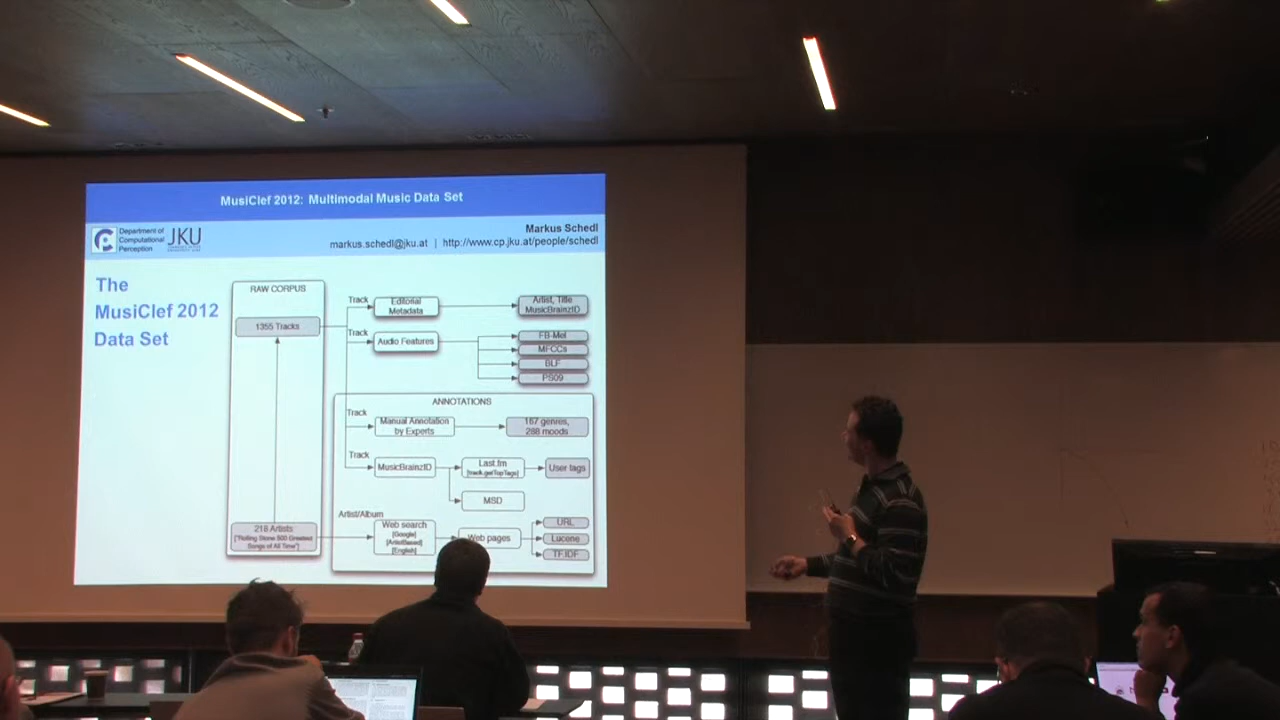 MusiClef 2012: Multimodal Music Data Set
Department of
Computational
Perception
JKU
Markus Schedl
markus.schedl@jku.at | http://www.cp.jku.at/people/schedl
The
MusiClef 2012
Data Set
RAW CORPUS
1355 Tracks
218 Artists
["Rolling Stone 500 Greatest
Songs of All Time"]
Track
Editorial
Metadata
Artist, Title
MusicBrainzID
Track
Audio Features
FB-Mel
MFCCs
BLF
PS09
ANNOTATIONS
Track
Manual Annotation
by Experts
167 genres,
288 moods
Track
MusicBrainzID
Last.fm
[track.getTopTags]
User tags
MSD
Artist/Album
Web search
[Google]
[ArtistBased]
[English]
Web pages
URL
Lucene
TF.IDF